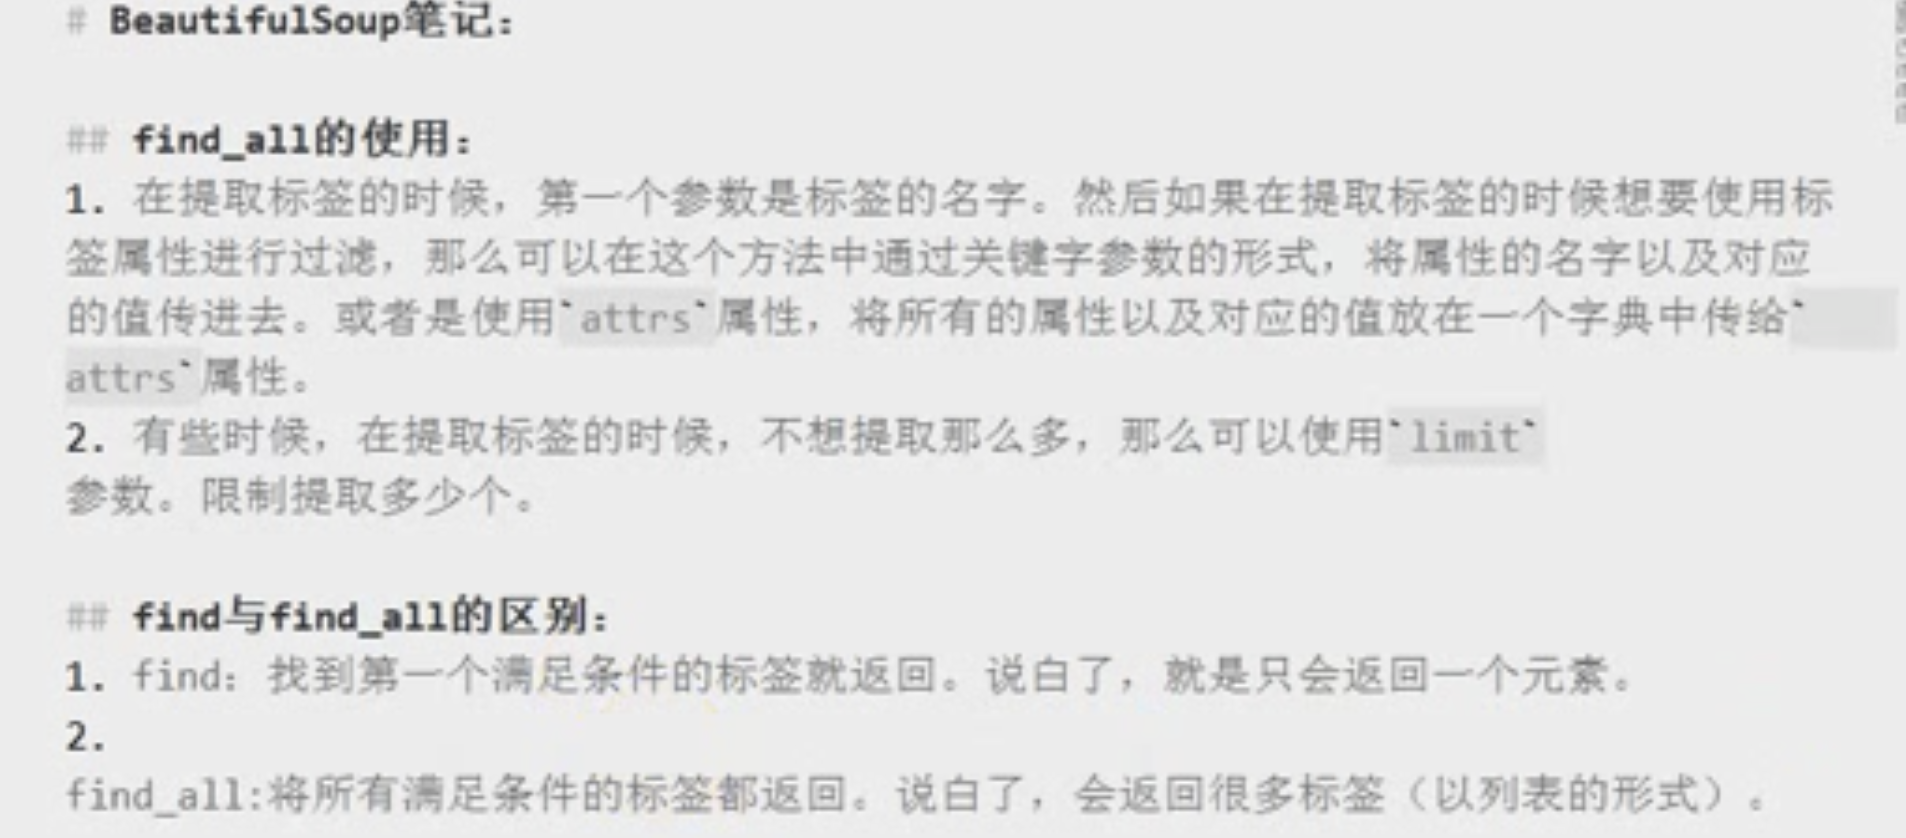 # BeautifulSoup笔记：
## find_all的使用：
1. 在提取标签的时候，第一个参数是标签的名字。然后如果在提取标签的时候想要使用标
签属性进行过滤，那么可以在这个方法中通过关键字参数的形式，将属性的名字以及对应
的值传进去。或者是使用`attrs`属性，将所有的属性以及对应的值放在一个字典中传给`
attrs`属性。
2. 有些时候，在提取标签的时候，不想提取那么多，那么可以使用`limit`
参数。限制提取多少个。
## find与find_all的区别：
1. find：找到第一个满足条件的标签就返回。说白了，就是只会返回一个元素。
2.
find_all:将所有满足条件的标签都返回。说白了，会返回很多标签（以列表的形式）。